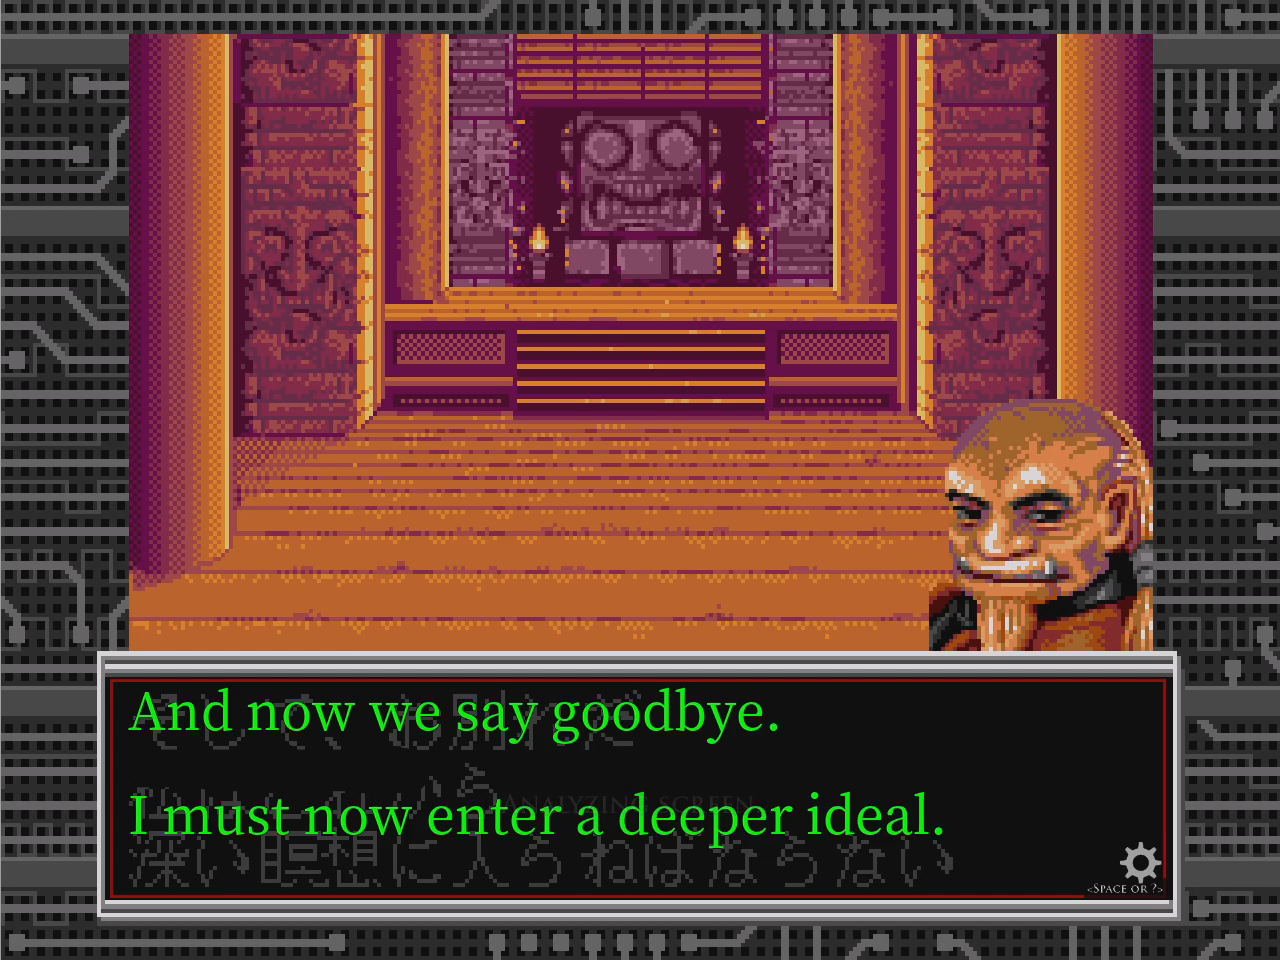 And now we say goodbye.
そして お別れだ
I must now enter a deeper ideal.
ANALYZING SCREEN
深い瞑想に入らねばならない
<SPACE OR ?>